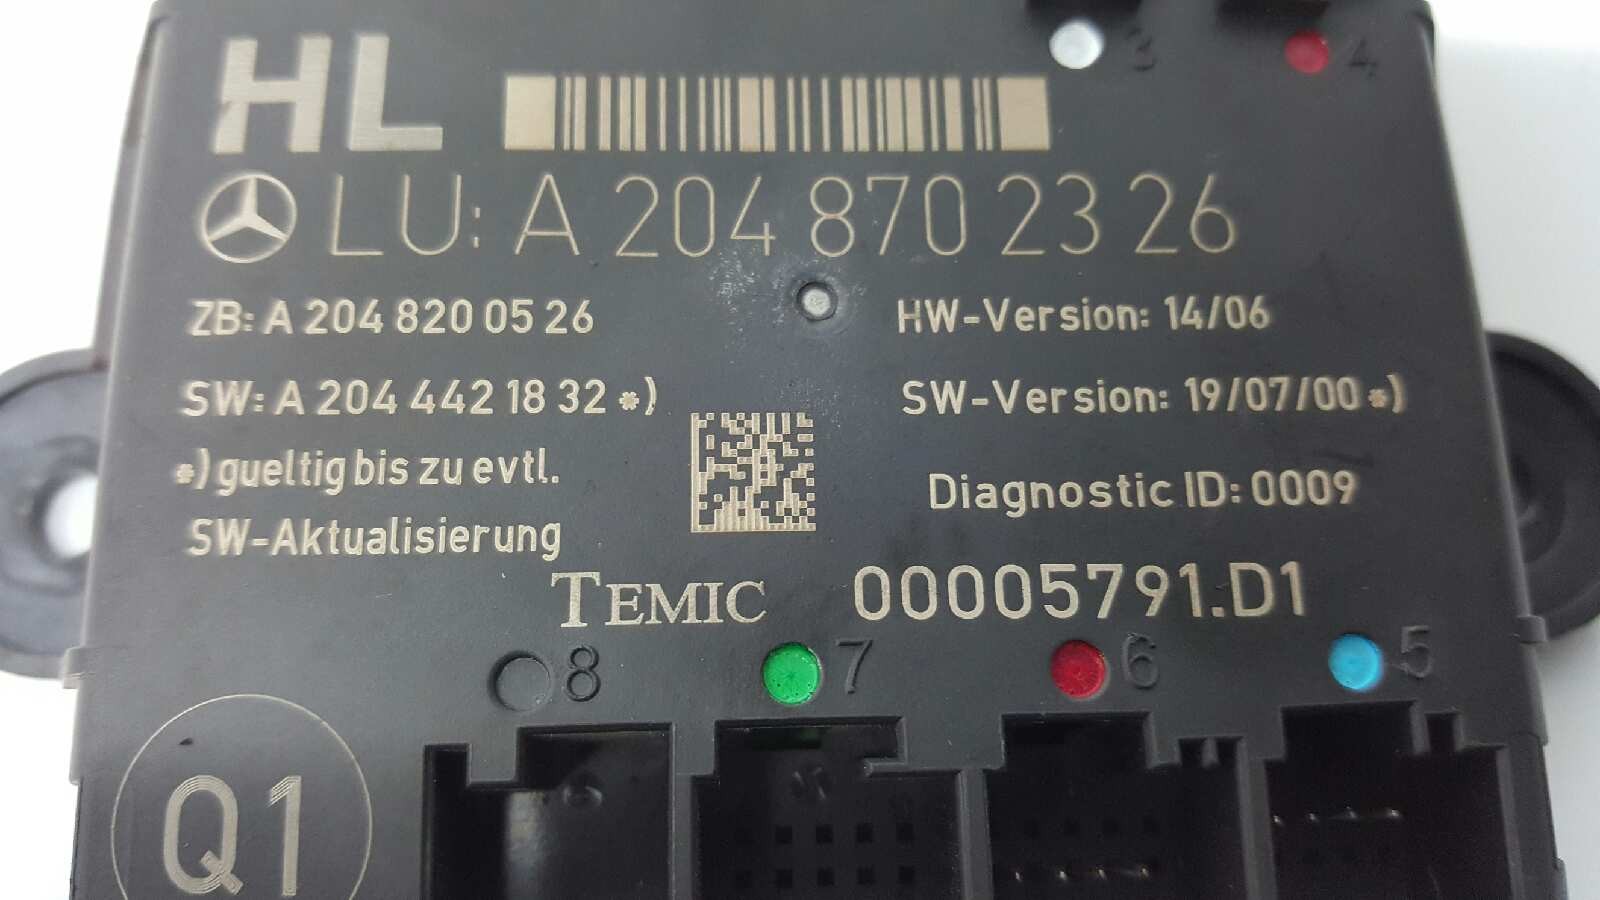 HL
3
4
LU: A 204 870 23 26
ZB: A 204 820 05 26
HW-Version: 14/06
SW: A 204 442 18 32 *)
SW-Version: 19/07/00 *)
*) gueltig bis zu evtl.
SW-Aktualisierung
Diagnostic ID: 0009
TEMIC
00005791.D1
8
7
6
5
Q1